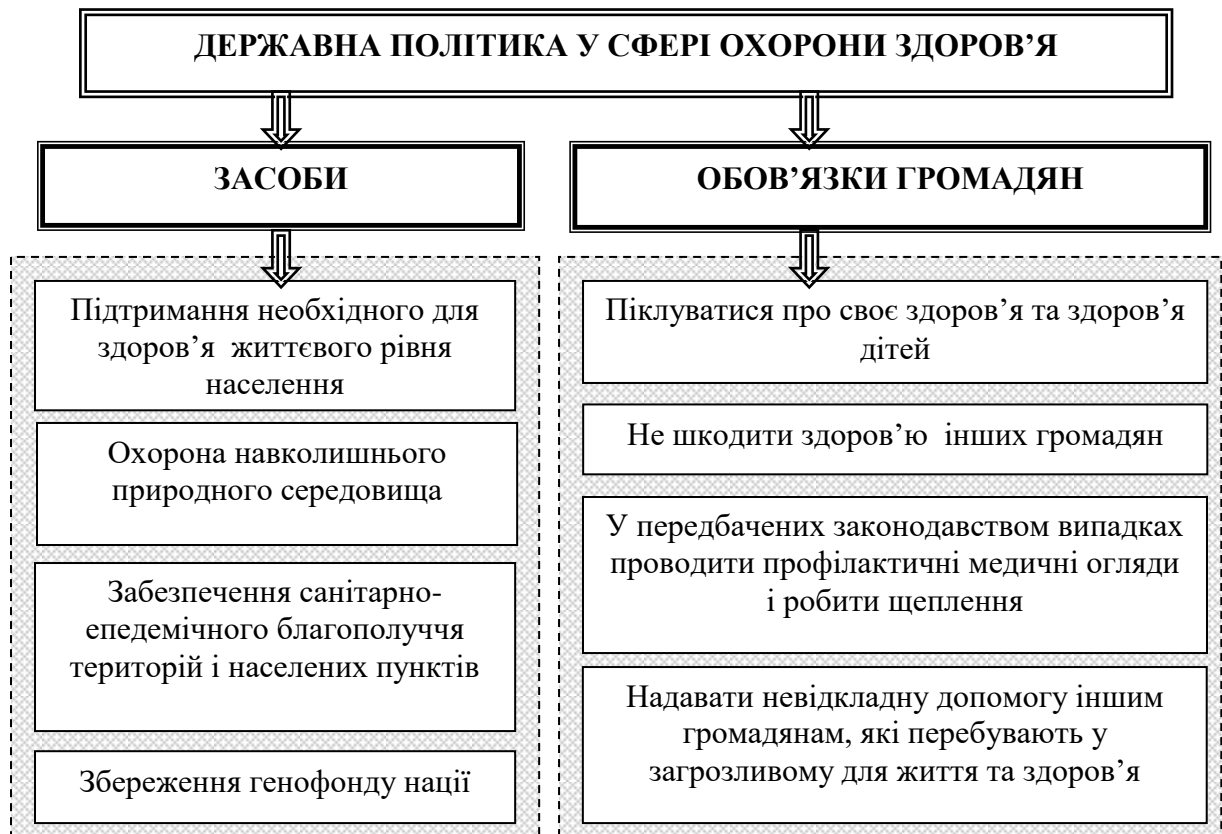 ДЕРЖАВНА ПОЛІТИКА У СФЕРІ ОХОРОНИ ЗДОРОВ’Я
ЗАСОБИ
Підтримання необхідного для
здоров’я життєвого рівня
населення
Охорона навколишнього
природного середовища
Забезпечення санітарно-
епедемічного благополуччя
територій і населених пунктів
Збереження генофонду нації
ОБОВ’ЯЗКИ ГРОМАДЯН
Піклуватися про своє здоров’я та здоров’я
дітей
Не шкодити здоров’ю інших громадян
У передбачених законодавством випадках
проводити профілактичні медичні огляди
і робити щеплення
Надавати невідкладну допомогу іншим
громадянам, які перебувають у
загрозливому для життя та здоров’я